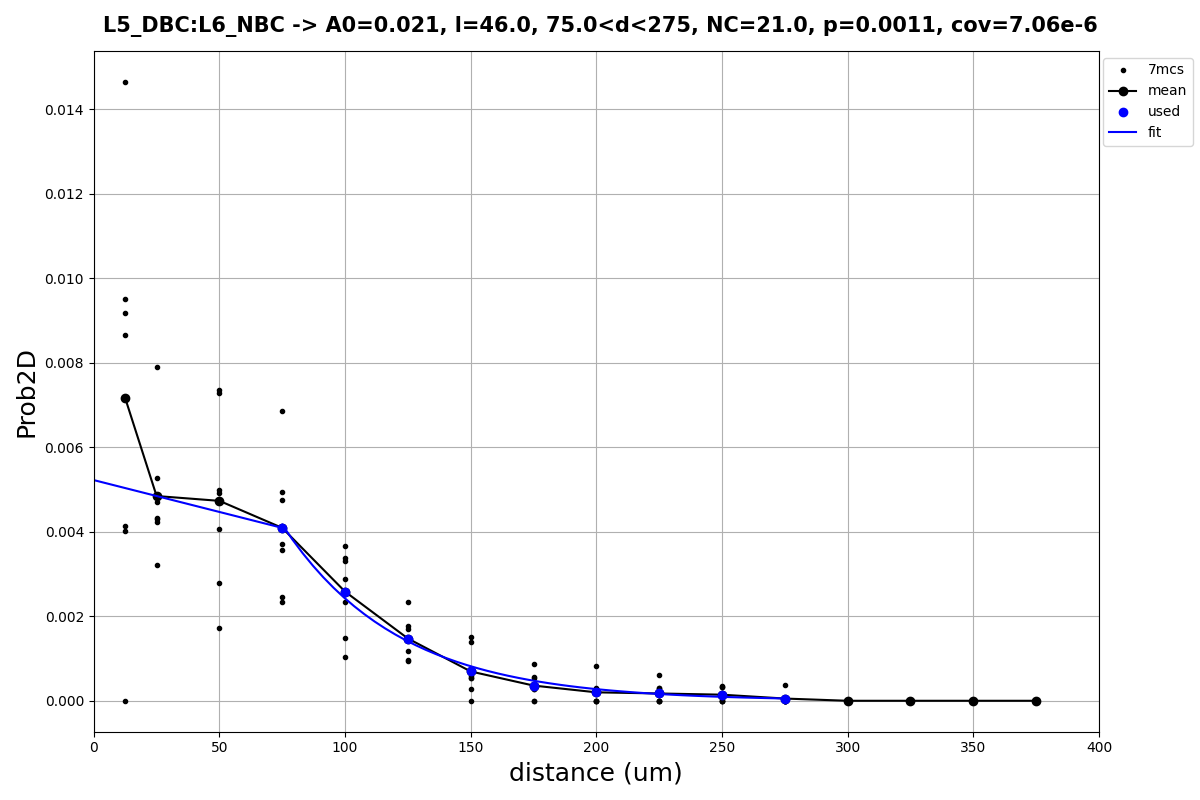 L5_DBC:L6_NBC -> A0=0.021, l=46.0, 75.0<d<275, NC=21.0, p=0.0011, cov=7.06e-6
7mcs
mean
used
fit
Prob2D
0.014
0.012
0.010
0.008
0.006
0.004
0.002
0.000
0 50 100 150 200 250 300 350 400
distance (um)